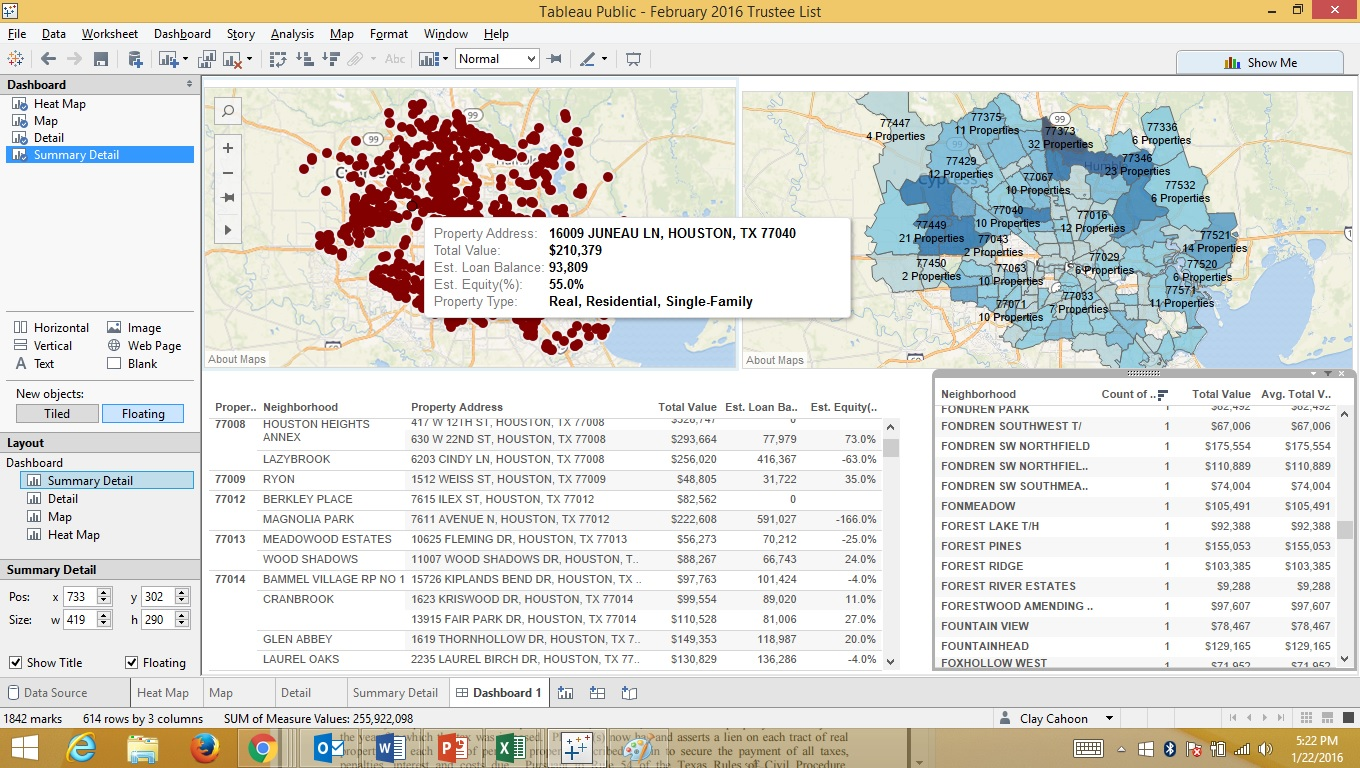 Tableau Public - February 2016 Trustee List
File Data Worksheet Dashboard Story Analysis Map Format Window Help
Abc Normal Show Me
Dashboard
Heat Map
Map
Detail
Summary Detail
Horizontal Image
Vertical Web Page
Text Blank
New objects:
Tiled Floating
Layout
Dashboard
Summary Detail
Detail
Map
Heat Map
Summary Detail
Pos: x 733 y 302
Size: w 419 h 290
Show Title Floating
99
99
Property Address: 16009 JUNEAU LN, HOUSTON, TX 77040
Total Value: $210,379
Est. Loan Balance: 93,809
Est. Equity(%): 55.0%
Property Type: Real, Residential, Single-Family
About Maps
77447
4 Properties
77375
11 Properties
99
77373
32 Properties
77336
6 Properties
77429
12 Properties
77346
23 Properties
77067
10 Properties
77532
6 Properties
77449
21 Properties
77040
10 Properties
77016
12 Properties
77043
2 Properties
77521
14 Properties
77450
2 Properties
77063
10 Properties
77029
6 Properties
77520
6 Properties
77071
10 Properties
77033
7 Properties
77571
11 Properties
About Maps
Proper.. Neighborhood Property Address Total Value Est. Loan Ba.. Est. Equity(..
77008 HOUSTON HEIGHTS ANNEX 417 W 12TH ST, HOUSTON, TX 77008 $328,747 0
630 W 22ND ST, HOUSTON, TX 77008 $293,664 77,979 73.0%
LAZYBROOK 6203 CINDY LN, HOUSTON, TX 77008 $256,020 416,367 -63.0%
77009 RYON 1512 WEISS ST, HOUSTON, TX 77009 $48,805 31,722 35.0%
77012 BERKLEY PLACE 7615 ILEX ST, HOUSTON, TX 77012 $82,562 0
MAGNOLIA PARK 7611 AVENUE N, HOUSTON, TX 77012 $222,608 591,027 -166.0%
77013 MEADOWOOD ESTATES 10625 FLEMING DR, HOUSTON, TX 77013 $56,273 70,212 -25.0%
WOOD SHADOWS 11007 WOOD SHADOWS DR, HOUSTON, T.. $88,267 66,743 24.0%
77014 BAMMEL VILLAGE RP NO 1 15726 KIPLANDS BEND DR, HOUSTON, TX .. $97,763 101,424 -4.0%
CRANBROOK 1623 KRISWOOD DR, HOUSTON, TX 77014 $99,554 89,020 11.0%
13915 FAIR PARK DR, HOUSTON, TX 77014 $110,528 81,006 27.0%
GLEN ABBEY 1619 THORNHOLLOW DR, HOUSTON, TX 7.. $149,353 118,987 20.0%
LAUREL OAKS 2235 LAUREL BIRCH DR, HOUSTON, TX 77.. $130,829 136,286 -4.0%
Neighborhood Count of .. Total Value Avg. Total V..
FONDREN PARK 1 $62,492 $62,492
FONDREN SOUTHWEST T/ 1 $67,006 $67,006
FONDREN SW NORTHFIELD 1 $175,554 $175,554
FONDREN SW NORTHFIEL.. 1 $110,889 $110,889
FONDREN SW SOUTHMEA.. 1 $74,004 $74,004
FONMEADOW 1 $105,491 $105,491
FOREST LAKE T/H 1 $92,388 $92,388
FOREST PINES 1 $155,053 $155,053
FOREST RIDGE 1 $103,385 $103,385
FOREST RIVER ESTATES 1 $9,288 $9,288
FORESTWOOD AMENDING .. 1 $97,607 $97,607
FOUNTAIN VIEW 1 $78,467 $78,467
FOUNTAINHEAD 1 $129,165 $129,165
FOXHOLLOW WEST 1 $71,952 $71,952
Data Source Heat Map Map Detail Summary Detail Dashboard 1
1842 marks 614 rows by 3 columns SUM of Measure Values: 255,922,098 Clay Cahoon
5:22 PM
1/22/2016